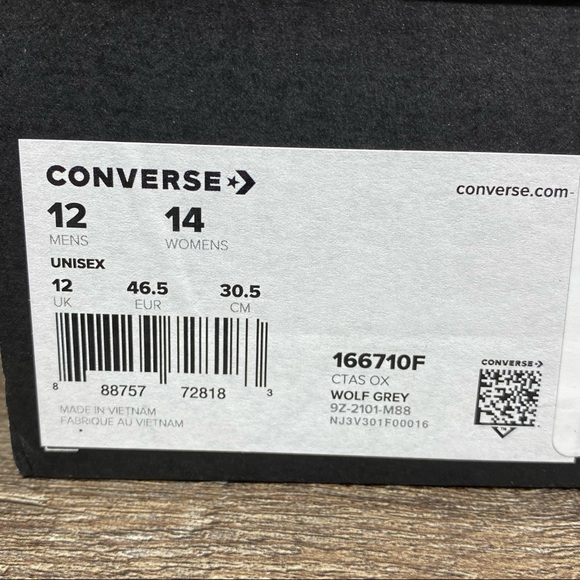 CONVERSE
converse.com-
12 14
MENS WOMENS
UNISEX
12 46.5 30.5
UK EUR CM
8 88757 72818 3
MADE IN VIETNAM
FABRIQUE AU VIETNAM
166710F
CTAS OX
WOLF GREY
9Z-2101-M88
NJ3V301F00016
CONVERSE